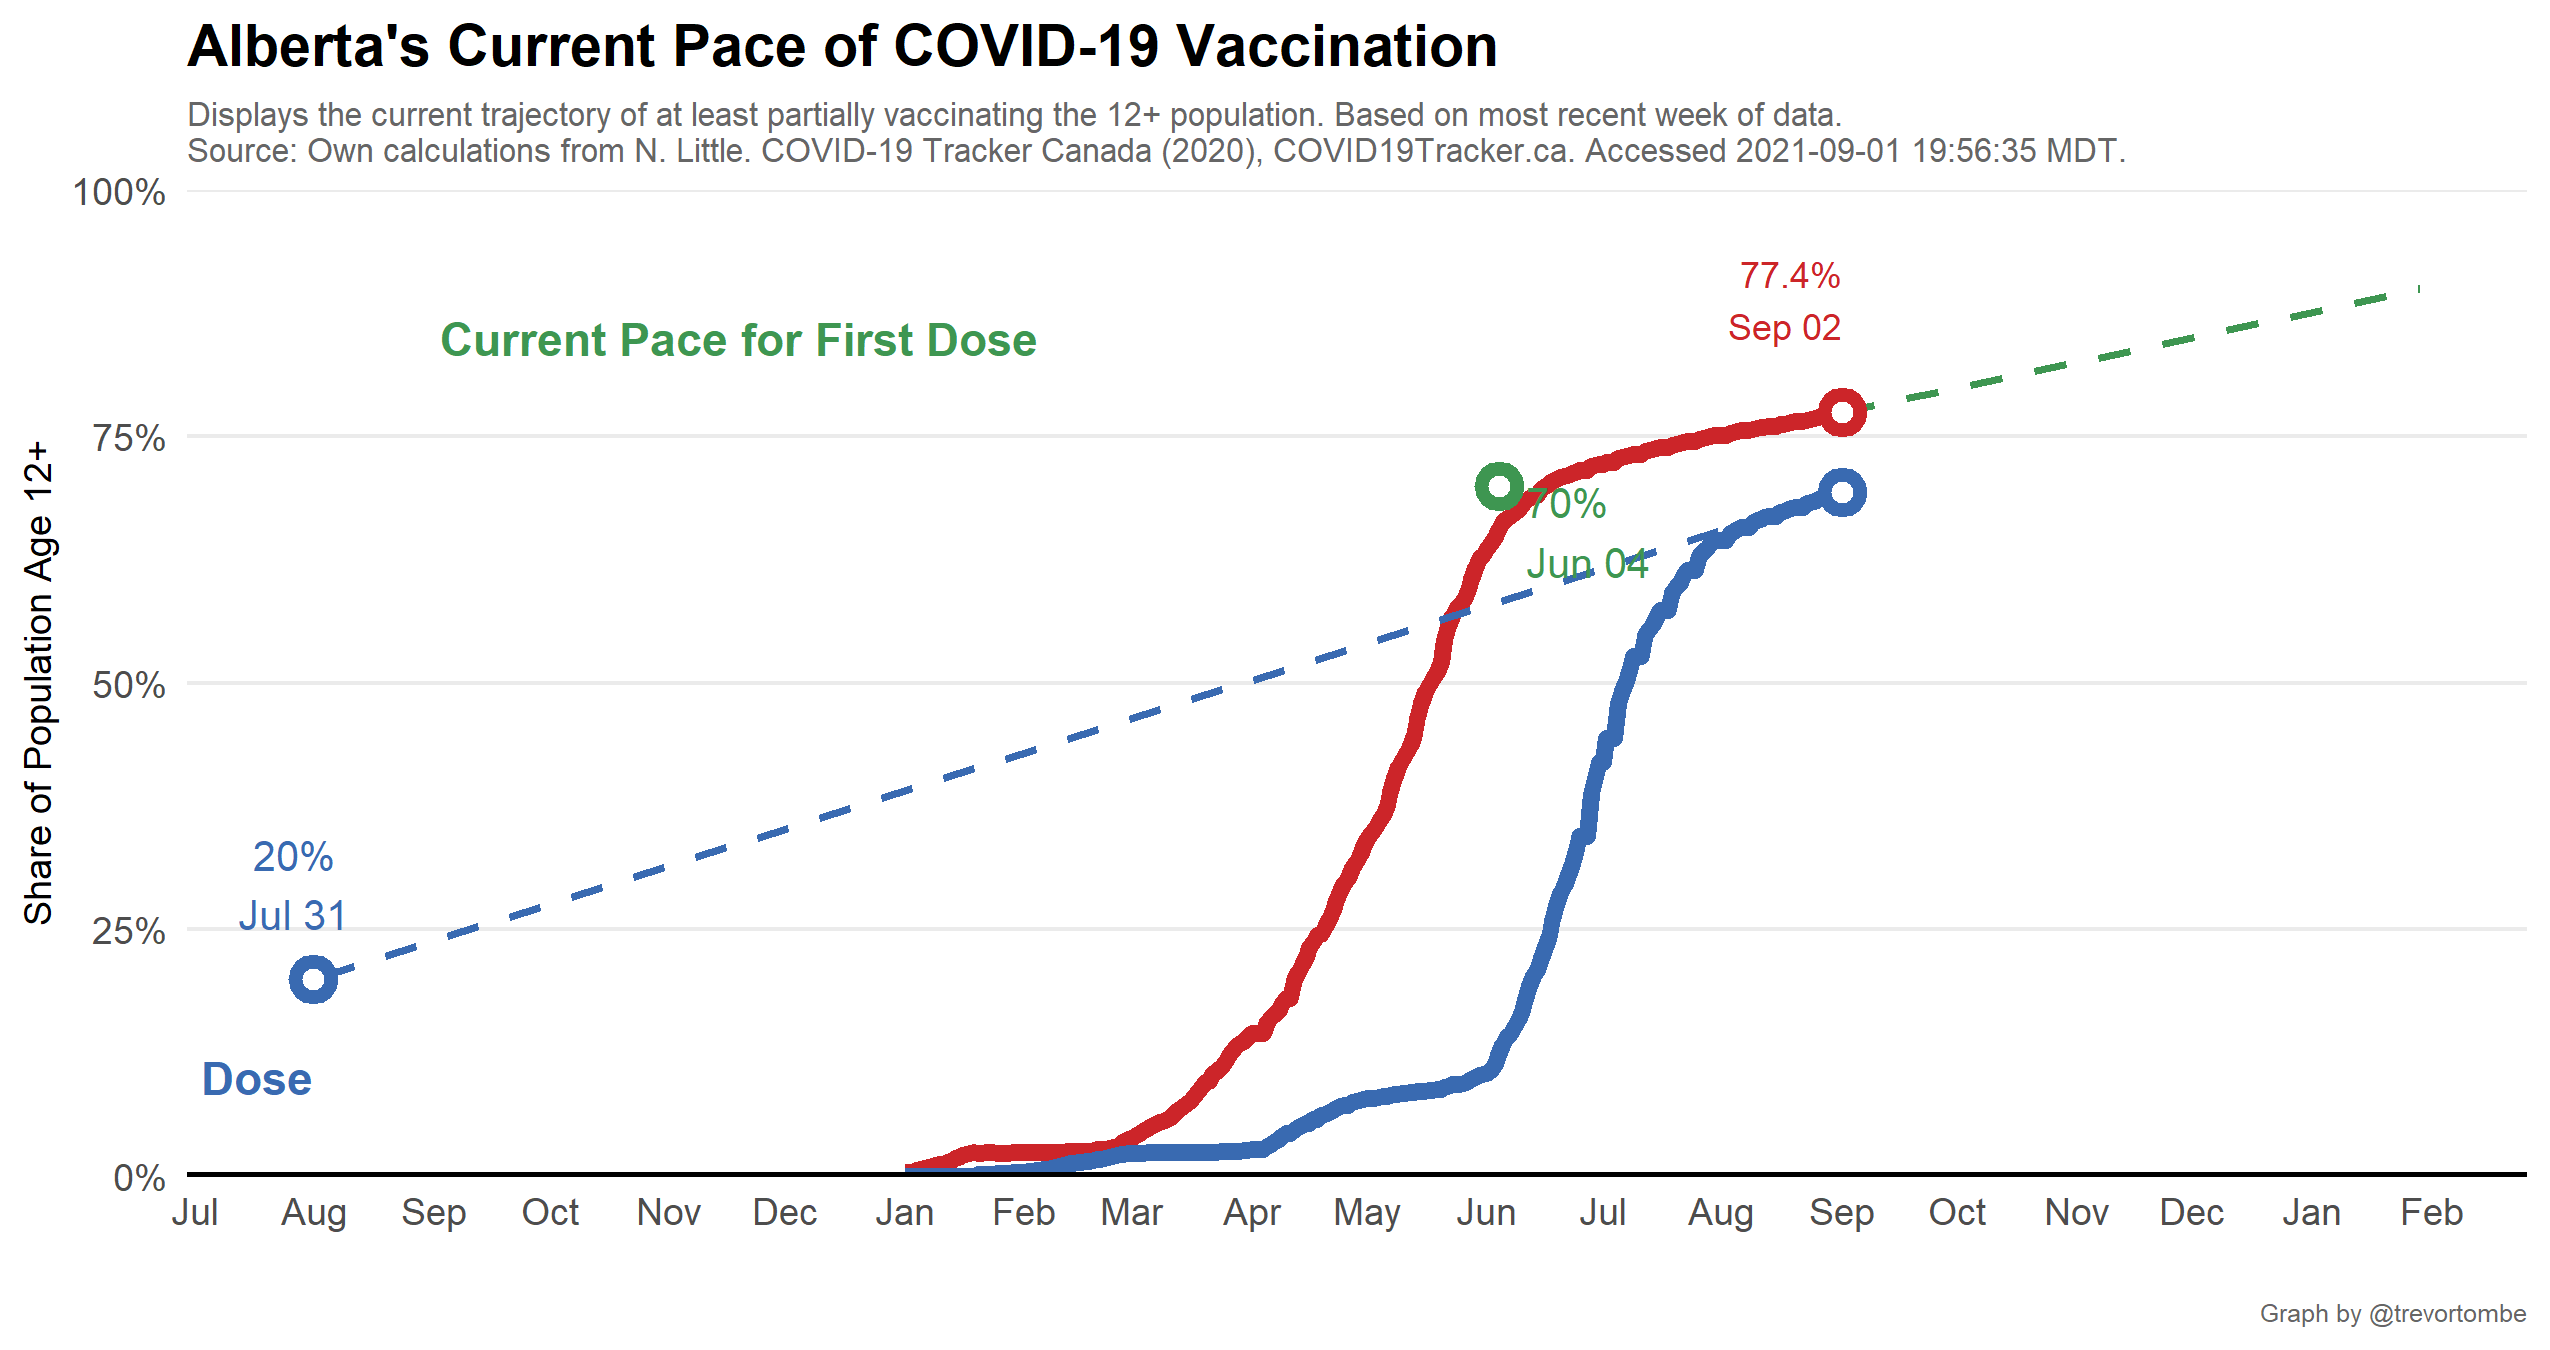 Alberta's Current Pace of COVID-19 Vaccination
Displays the current trajectory of at least partially vaccinating the 12+ population. Based on most recent week of data.
Source: Own calculations from N. Little. COVID-19 Tracker Canada (2020), COVID19Tracker.ca. Accessed 2021-09-01 19:56:35 MDT.
Share of Population Age 12+
100%
75%
50%
25%
0%
77.4%
Sep 02
Current Pace for First Dose
70%
Jun 04
20%
Jul 31
Dose
Jul Aug Sep Oct Nov Dec Jan Feb Mar Apr May Jun Jul Aug Sep Oct Nov Dec Jan Feb
Graph by @trevortombe